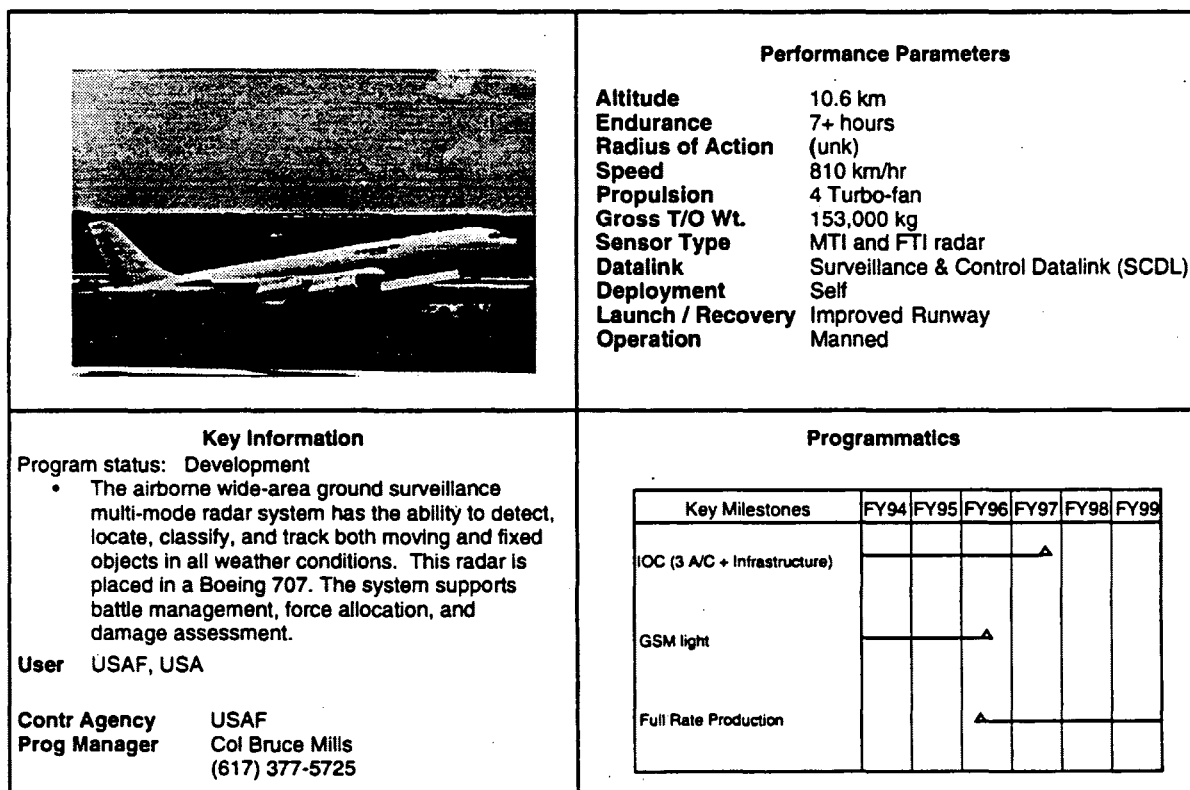 Performance Parameters
Altitude 10.6 km
Endurance 7+ hours
Radius of Action (unk)
Speed 810 km/hr
Propulsion 4 Turbo-fan
Gross T/O Wt. 153,000 kg
Sensor Type MTI and FTI radar
Datalink Surveillance & Control Datalink (SCDL)
Deployment Self
Launch / Recovery Improved Runway
Operation Manned
Key Information
Program status: Development
• The airborne wide-area ground surveillance
multi-mode radar system has the ability to detect,
locate, classify, and track both moving and fixed
objects in all weather conditions. This radar is
placed in a Boeing 707. The system supports
battle management, force allocation, and
damage assessment.
User USAF, USA
Contr Agency USAF
Prog Manager Col Bruce Mills
(617) 377-5725
Programmatics
Key Milestones FY94 FY95 FY96 FY97 FY98 FY99
IOC (3 A/C + Infrastructure)
GSM light
Full Rate Production